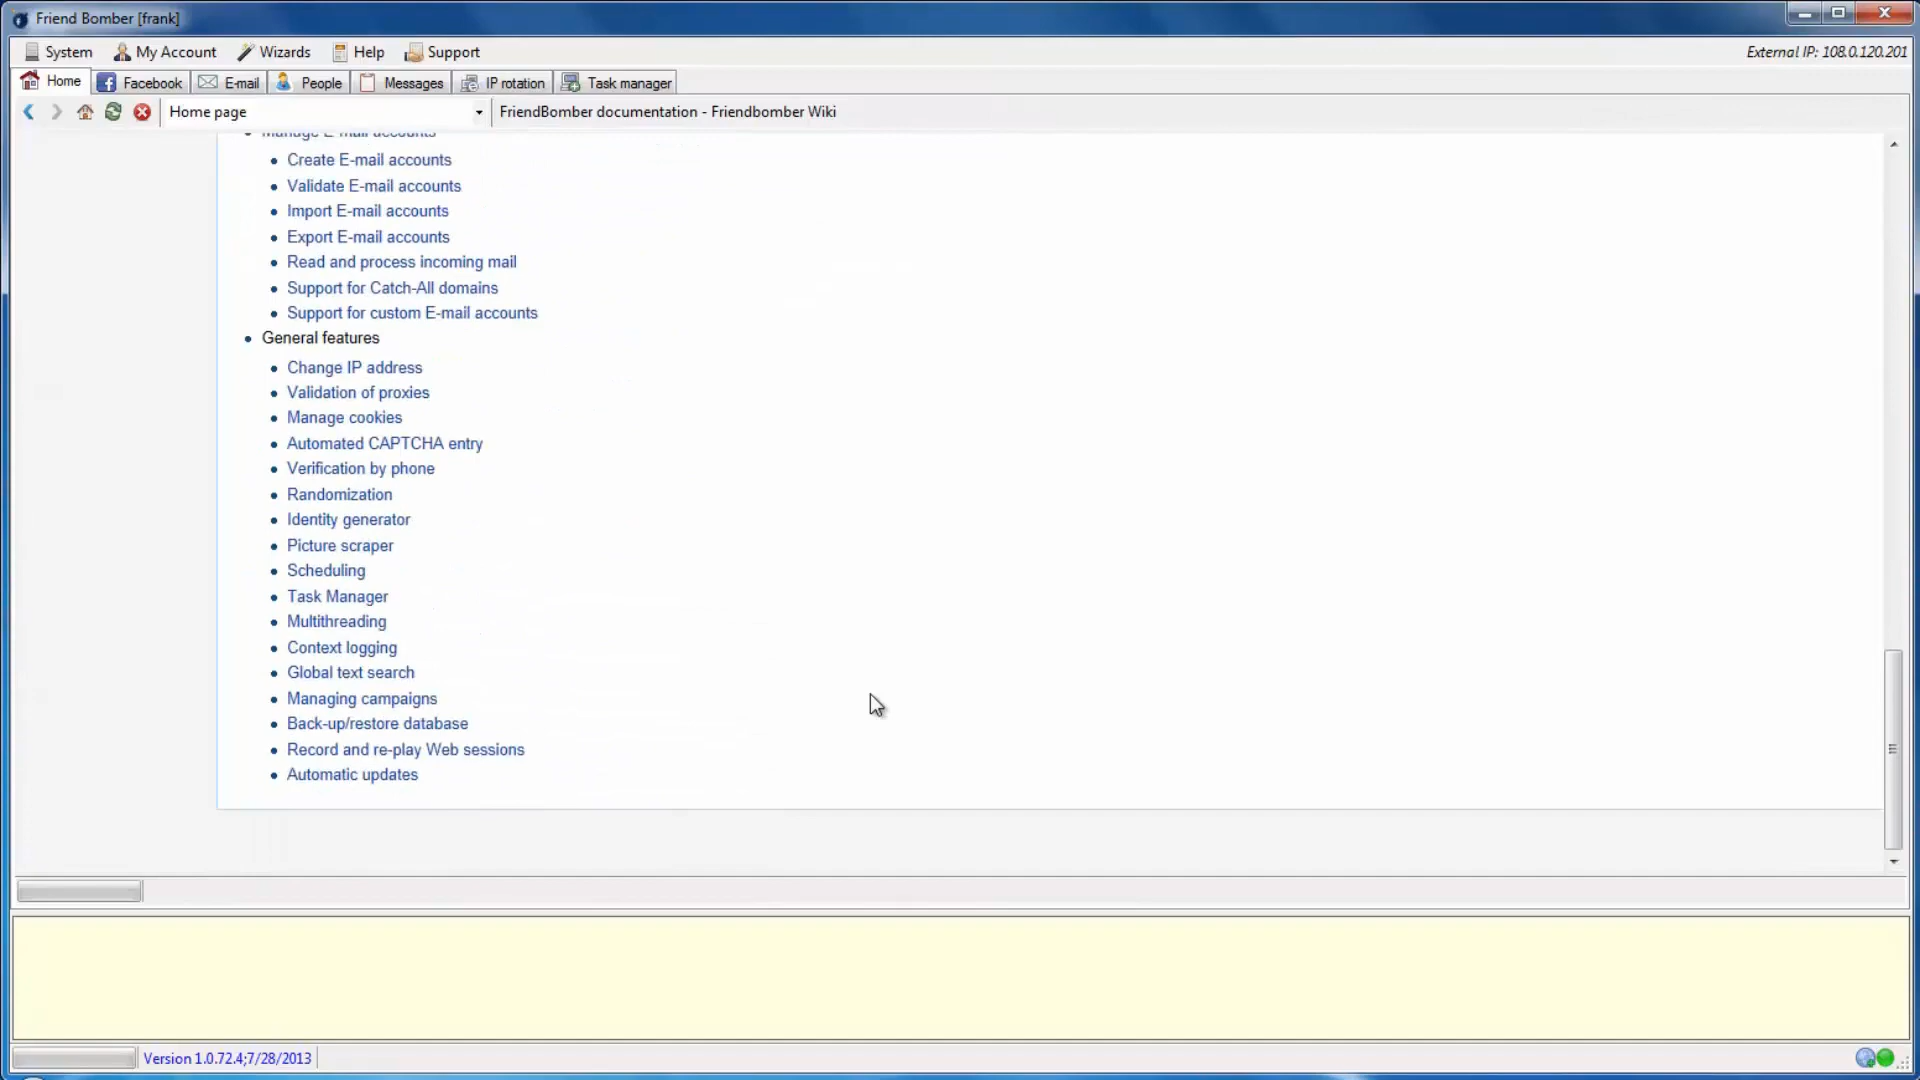 Friend Bomber [frank]
System My Account Wizards Help Support External IP: 108.0.120.201
Home Facebook E-mail People Messages IP rotation Task manager
Home page FriendBomber documentation - Friendbomber Wiki
Manage E-mail accounts
Create E-mail accounts
Validate E-mail accounts
Import E-mail accounts
Export E-mail accounts
Read and process incoming mail
Support for Catch-All domains
Support for custom E-mail accounts
General features
Change IP address
Validation of proxies
Manage cookies
Automated CAPTCHA entry
Verification by phone
Randomization
Identity generator
Picture scraper
Scheduling
Task Manager
Multithreading
Context logging
Global text search
Managing campaigns
Back-up/restore database
Record and re-play Web sessions
Automatic updates
Version 1.0.72.4;7/28/2013